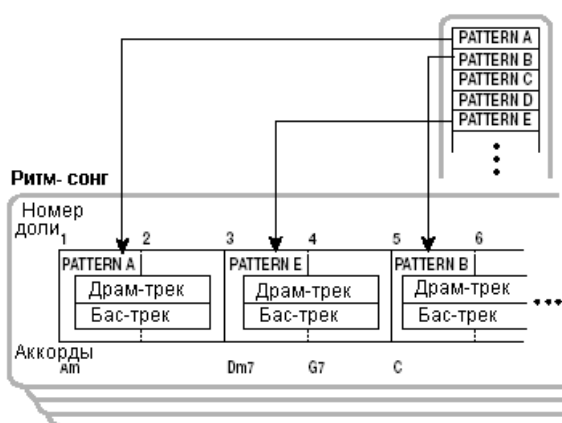 PATTERN A
PATTERN B
PATTERN C
PATTERN D
PATTERN E
Ритм- сонг
Номер
доли
1 2 3 4 5 6
PATTERN A PATTERN E PATTERN B
Драм-трек Драм-трек Драм-трек
Бас-трек Бас-трек Бас-трек
Аккорды
Am Dm7 G7 C